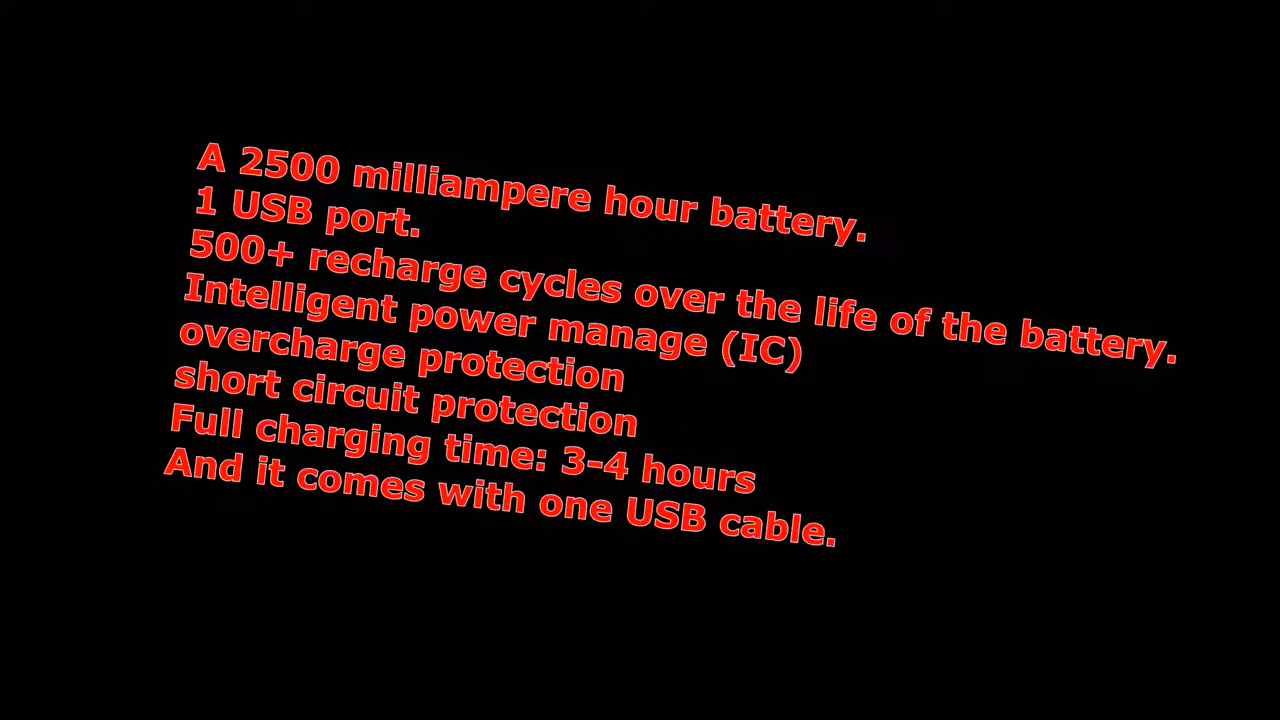 A 2500 milliampere hour battery.
1 USB port.
500+ recharge cycles over the life of the battery.
Intelligent power manage (IC)
overcharge protection
short circuit protection
Full charging time: 3-4 hours
And it comes with one USB cable.